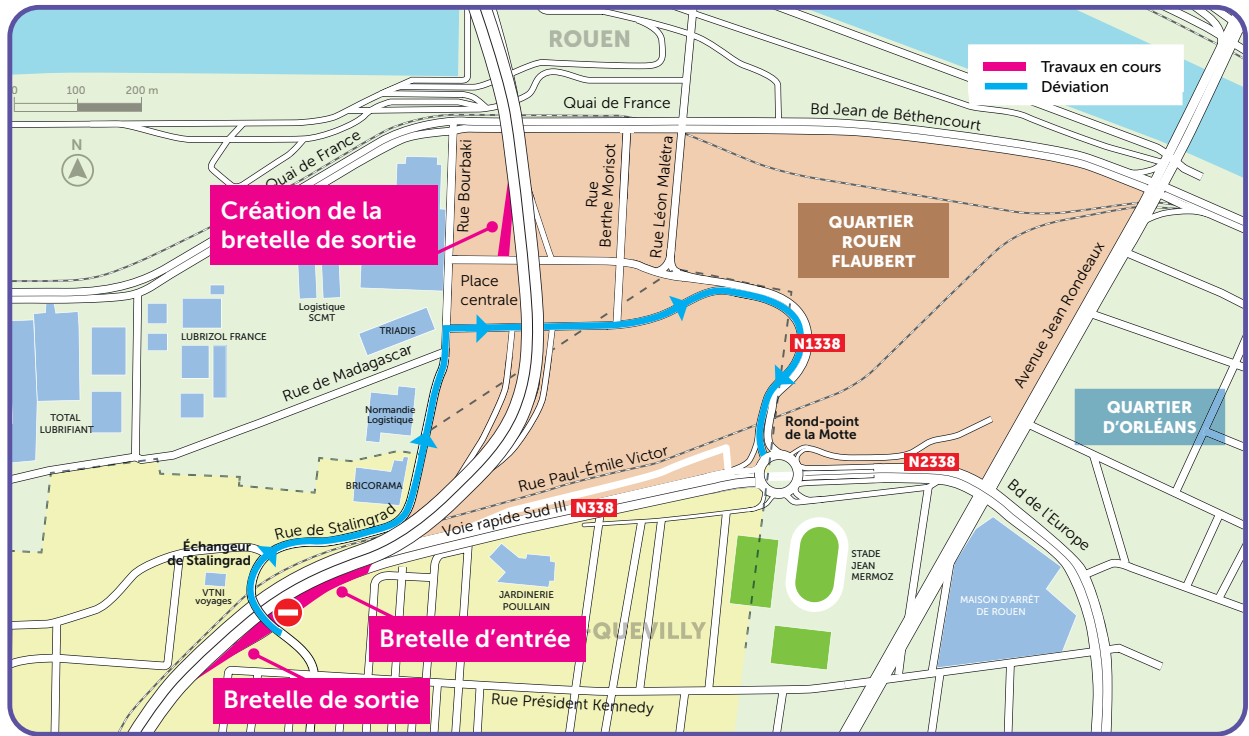 ROUEN
Travaux en cours
Déviation
0 100 200 m
Quai de France
Bd Jean de Béthencourt
N
Quai de France
Rue Bourbaki
Rue
Berthe Morisot
Rue Léon Malétra
Création de la
bretelle de sortie
QUARTIER
ROUEN
FLAUBERT
Avenue Jean Rondeaux
Place
centrale
Logistique
SCMT
TRIADIS
LUBRIZOL FRANCE
N1338
Rue de Madagascar
TOTAL
LUBRIFIANT
Normandie
Logistique
QUARTIER
D'ORLÉANS
Rond-point
de la Motte
Rue Paul-Émile Victor
N2338
BRICORAMA
Voie rapide Sud III
N338
Bd de l'Europe
Rue de Stalingrad
Échangeur
de Stalingrad
VTNI
voyages
JARDINERIE
POULLAIN
STADE
JEAN
MERMOZ
MAISON D'ARRÊT
DE ROUEN
Bretelle d'entrée
-QUEVILLY
Bretelle de sortie
Rue Président Kennedy